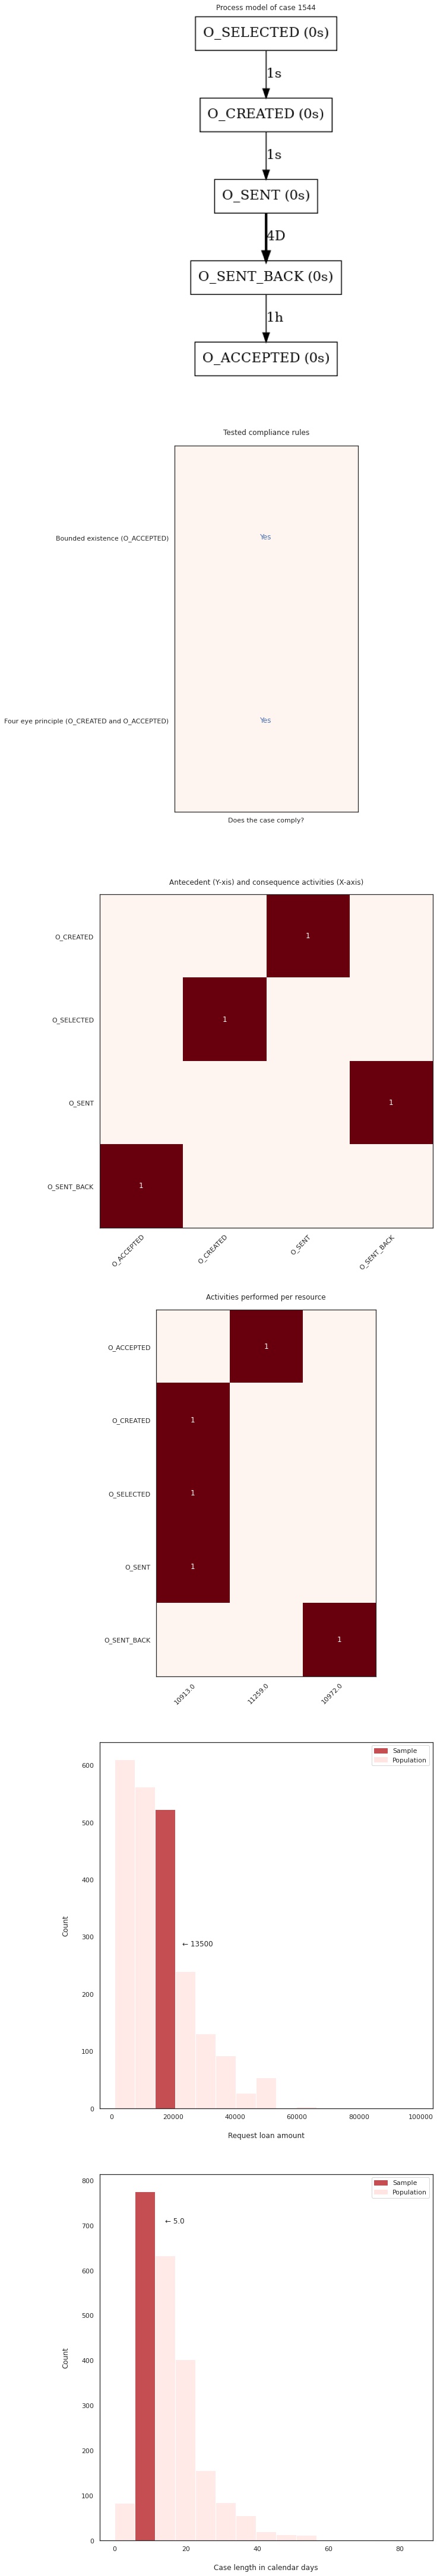 Process model of case 1544
O_SELECTED (0s)
1s
O_CREATED (0s)
1s
O_SENT (0s)
4D
O_SENT_BACK (0s)
1h
O_ACCEPTED (0s)
Tested compliance rules
Bounded existence (O_ACCEPTED)
Yes
Four eye principle (O_CREATED and O_ACCEPTED)
Yes
Does the case comply?
Antecedent (Y-xis) and consequence activities (X-axis)
O_CREATED
1
O_SELECTED
1
O_SENT
1
O_SENT_BACK
1
O_ACCEPTED
O_CREATED
O_SENT
O_SENT_BACK
Activities performed per resource
O_ACCEPTED
1
O_CREATED
1
O_SELECTED
1
O_SENT
1
O_SENT_BACK
1
10913.0
11259.0
10972.0
Sample
Population
600
500
400
300
200
100
0
Count
← 13500
0
20000
40000
60000
80000
100000
Request loan amount
Sample
Population
800
700
600
500
400
300
200
100
0
Count
← 5.0
0
20
40
60
80
Case length in calendar days